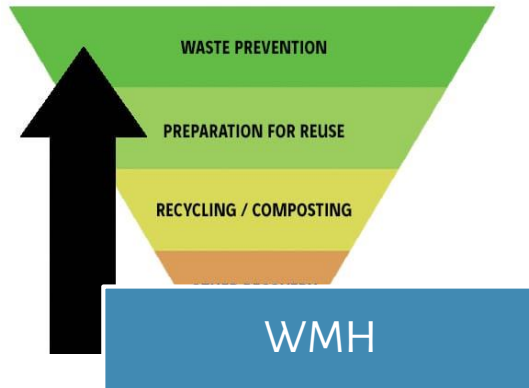 WASTE PREVENTION
PREPARATION FOR REUSE
RECYCLING / COMPOSTING
WMH